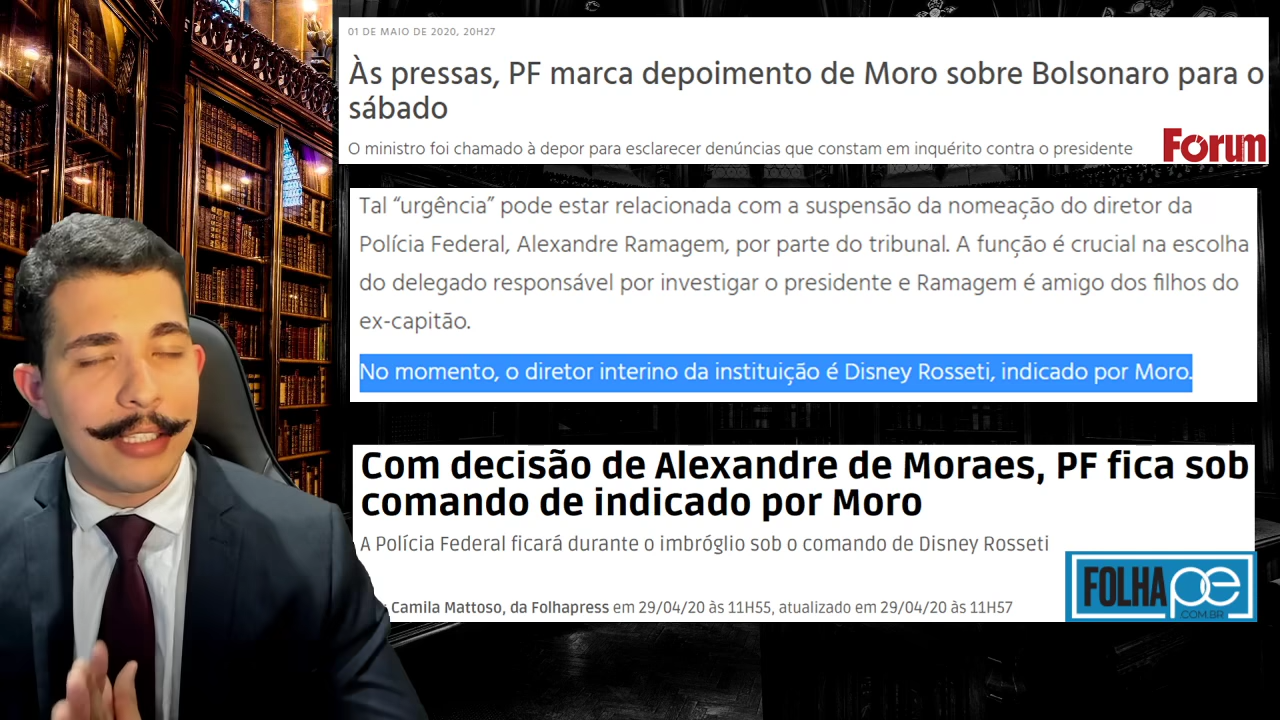 01 DE MAIO DE 2020, 20H27
Às pressas, PF marca depoimento de Moro sobre Bolsonaro para o
sábado
O ministro foi chamado à depor para esclarecer denúncias que constam em inquérito contra o presidente
Fórum
Tal “urgência” pode estar relacionada com a suspensão da nomeação do diretor da
Polícia Federal, Alexandre Ramagem, por parte do tribunal. A função é crucial na escolha
do delegado responsável por investigar o presidente e Ramagem é amigo dos filhos do
ex-capitão.
No momento, o diretor interino da instituição é Disney Rosseti, indicado por Moro.
Com decisão de Alexandre de Moraes, PF fica sob
comando de indicado por Moro
A Polícia Federal ficará durante o imbróglio sob o comando de Disney Rosseti
Camila Mattoso, da Folhapress em 29/04/20 às 11H55, atualizado em 29/04/20 às 11H57
FOLHA pe
.COM.BR